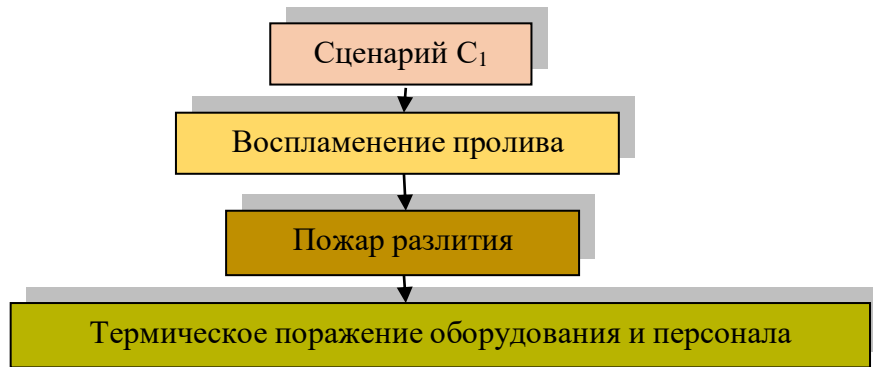 Сценарий С₁
Воспламенение пролива
Пожар разлития
Термическое поражение оборудования и персонала